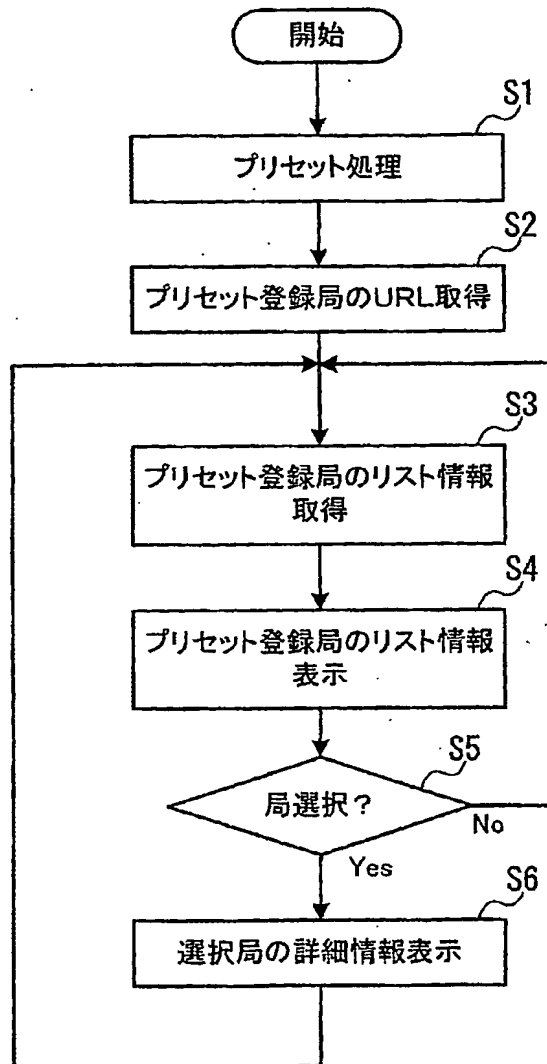 開始
S1
プリセット処理
S2
プリセット登録局のURL取得
S3
プリセット登録局のリスト情報
取得
S4
プリセット登録局のリスト情報
表示
S5
局選択?
No
Yes
S6
選択局の詳細情報表示